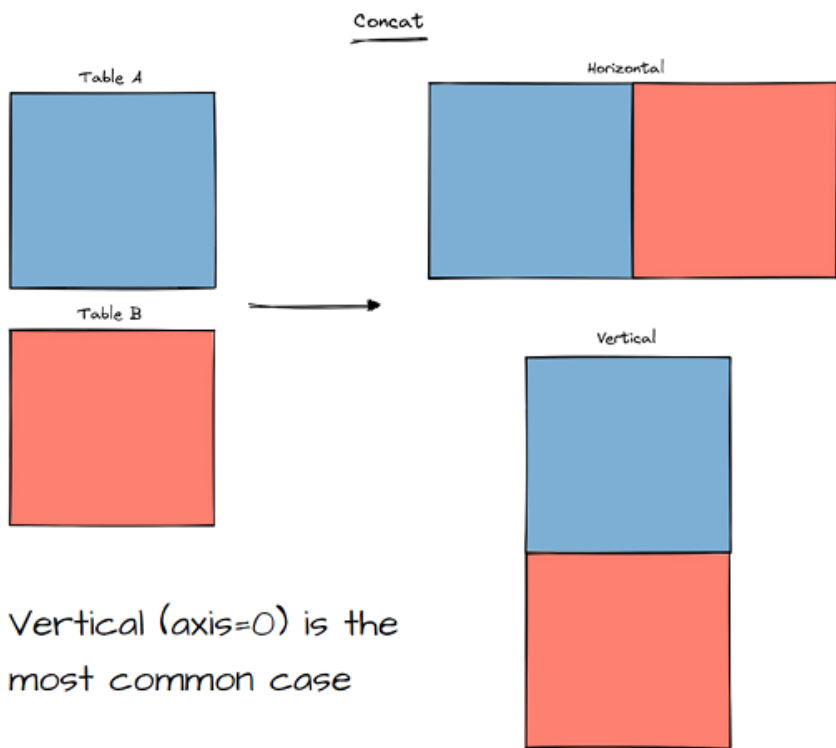 Concat
Table A
Horizontal
Table B
Vertical
Vertical (axis=0) is the
most common case